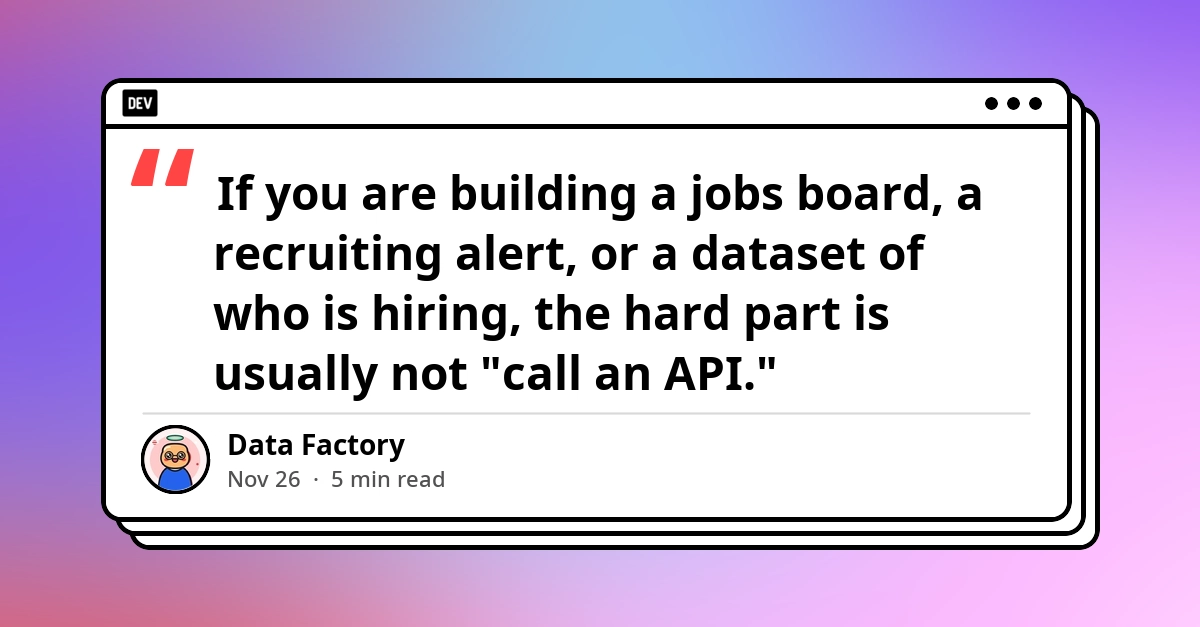 DEV
“ If you are building a jobs board, a
recruiting alert, or a dataset of
who is hiring, the hard part is
usually not "call an API."
Data Factory
Nov 26 · 5 min read